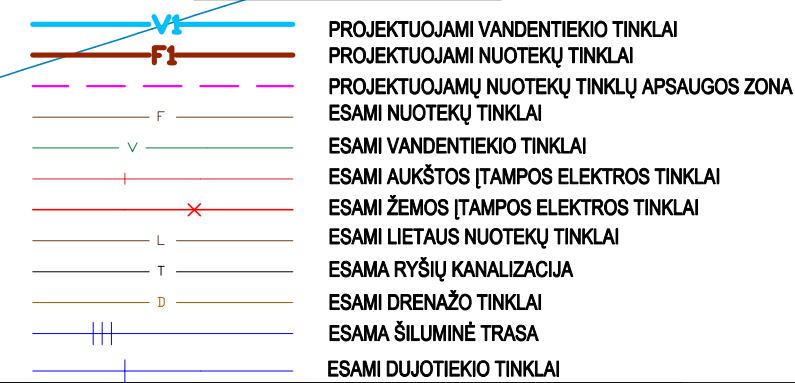 V1 PROJEKTUOJAMI VANDENTIEKIO TINKLAI
F1 PROJEKTUOJAMI NUOTEKŲ TINKLAI
PROJEKTUOJAMŲ NUOTEKŲ TINKLŲ APSAUGOS ZONA
F ESAMI NUOTEKŲ TINKLAI
V ESAMI VANDENTIEKIO TINKLAI
ESAMI AUKŠTOS ĮTAMPOS ELEKTROS TINKLAI
ESAMI ŽEMOS ĮTAMPOS ELEKTROS TINKLAI
L ESAMI LIETAUS NUOTEKŲ TINKLAI
T ESAMA RYŠIŲ KANALIZACIJA
D ESAMI DRENAŽO TINKLAI
ESAMA ŠILUMINĖ TRASA
ESAMI DUJOTIEKIO TINKLAI